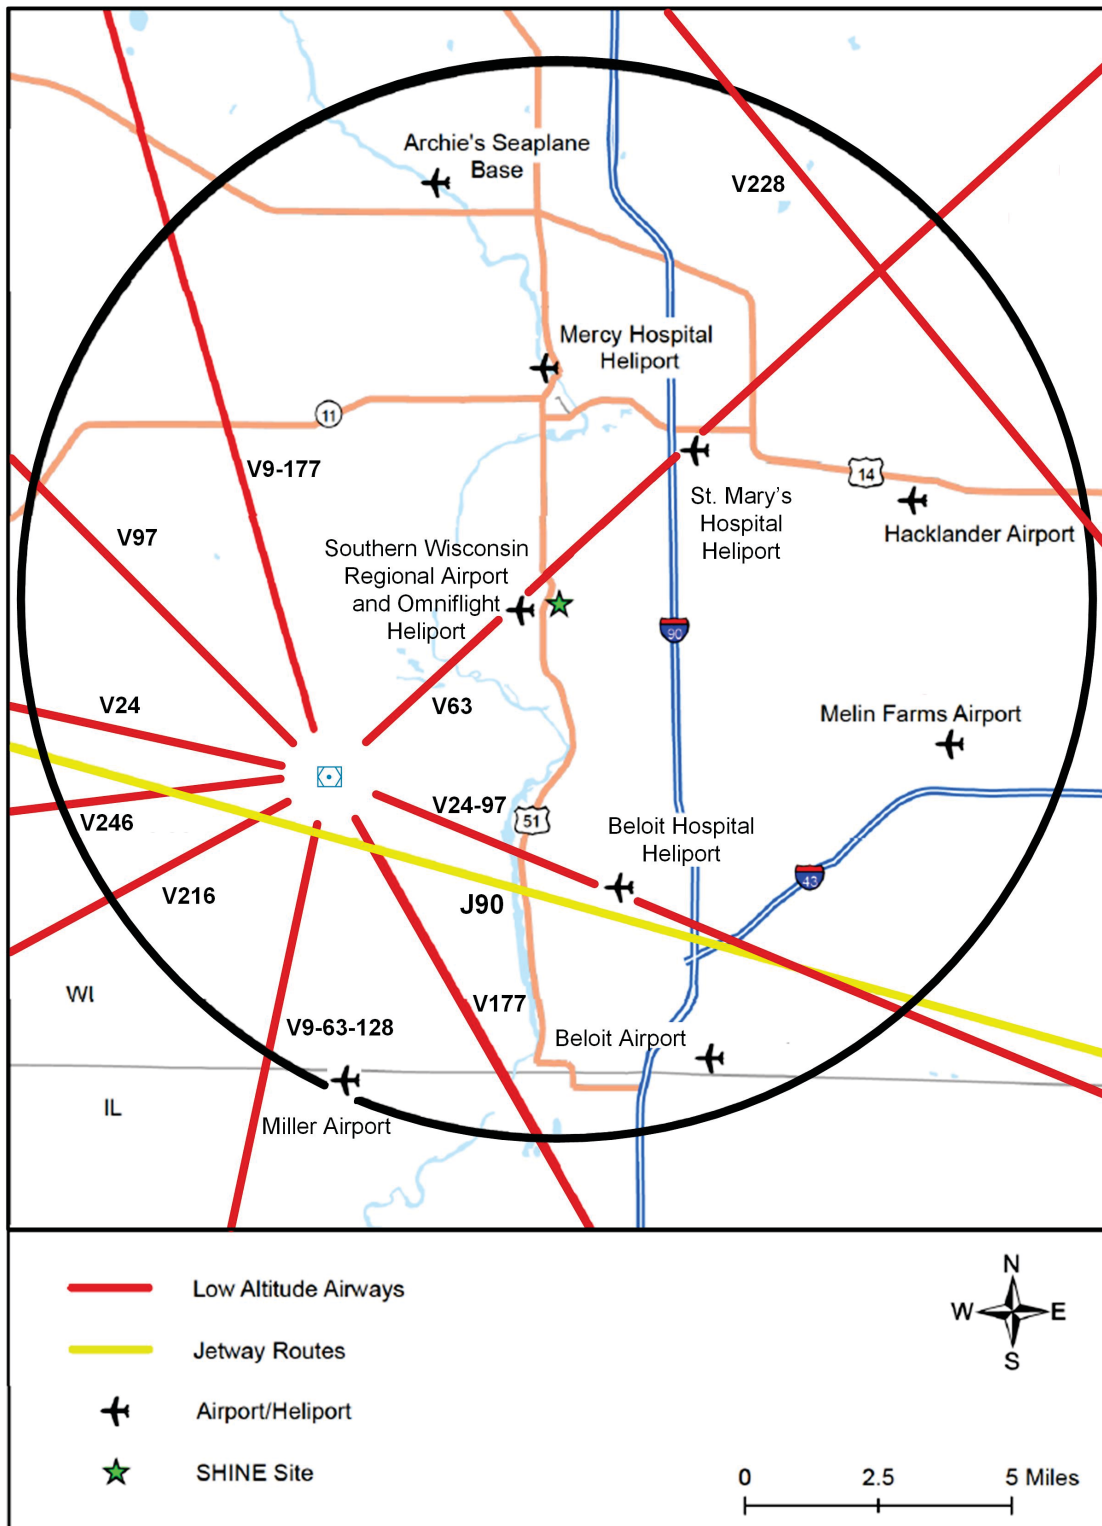 Archie's Seaplane
Base
V228
Mercy Hospital
Heliport
11
V9-177
14
St. Mary’s
Hospital
Heliport
Hacklander Airport
V97
Southern Wisconsin
Regional Airport
and Omniflight
Heliport
90
V24
V63
Melin Farms Airport
V246
V24-97
51
Beloit Hospital
Heliport
43
V216
J90
WI
V177
V9-63-128
Beloit Airport
IL
Miller Airport
Low Altitude Airways
Jetway Routes
Airport/Heliport
SHINE Site
N
W E
S
0 2.5 5 Miles